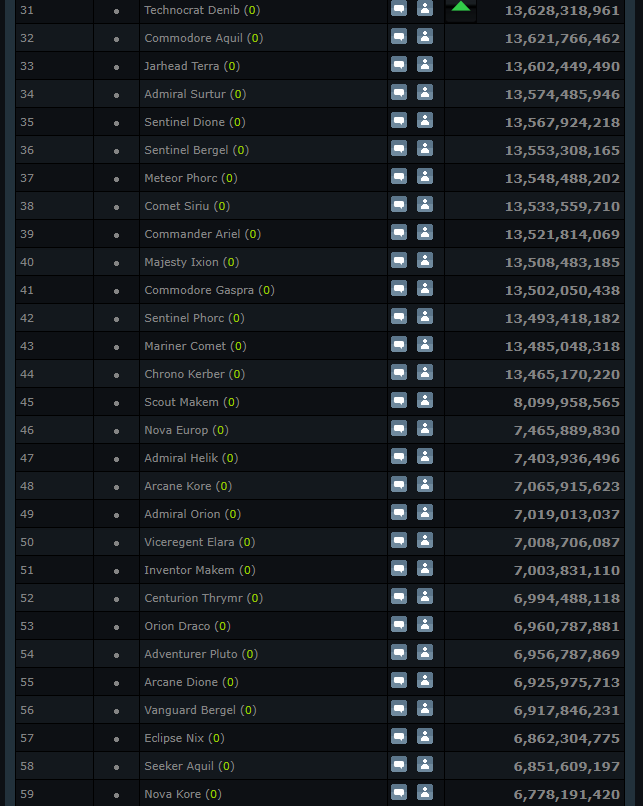 31 • Technocrat Denib (0) 13,628,318,961
32 • Commodore Aquil (0) 13,621,766,462
33 • Jarhead Terra (0) 13,602,449,490
34 • Admiral Surtur (0) 13,574,485,946
35 • Sentinel Dione (0) 13,567,924,218
36 • Sentinel Bergel (0) 13,553,308,165
37 • Meteor Phorc (0) 13,548,488,202
38 • Comet Siriu (0) 13,533,559,710
39 • Commander Ariel (0) 13,521,814,069
40 • Majesty Ixion (0) 13,508,483,185
41 • Commodore Gaspra (0) 13,502,050,438
42 • Sentinel Phorc (0) 13,493,418,182
43 • Mariner Comet (0) 13,485,048,318
44 • Chrono Kerber (0) 13,465,170,220
45 • Scout Makem (0) 8,099,958,565
46 • Nova Europ (0) 7,465,889,830
47 • Admiral Helik (0) 7,403,936,496
48 • Arcane Kore (0) 7,065,915,623
49 • Admiral Orion (0) 7,019,013,037
50 • Viceregent Elara (0) 7,008,706,087
51 • Inventor Makem (0) 7,003,831,110
52 • Centurion Thrymr (0) 6,994,488,118
53 • Orion Draco (0) 6,960,787,881
54 • Adventurer Pluto (0) 6,956,787,869
55 • Arcane Dione (0) 6,925,975,713
56 • Vanguard Bergel (0) 6,917,846,231
57 • Eclipse Nix (0) 6,862,304,775
58 • Seeker Aquil (0) 6,851,609,197
59 • Nova Kore (0) 6,778,191,420